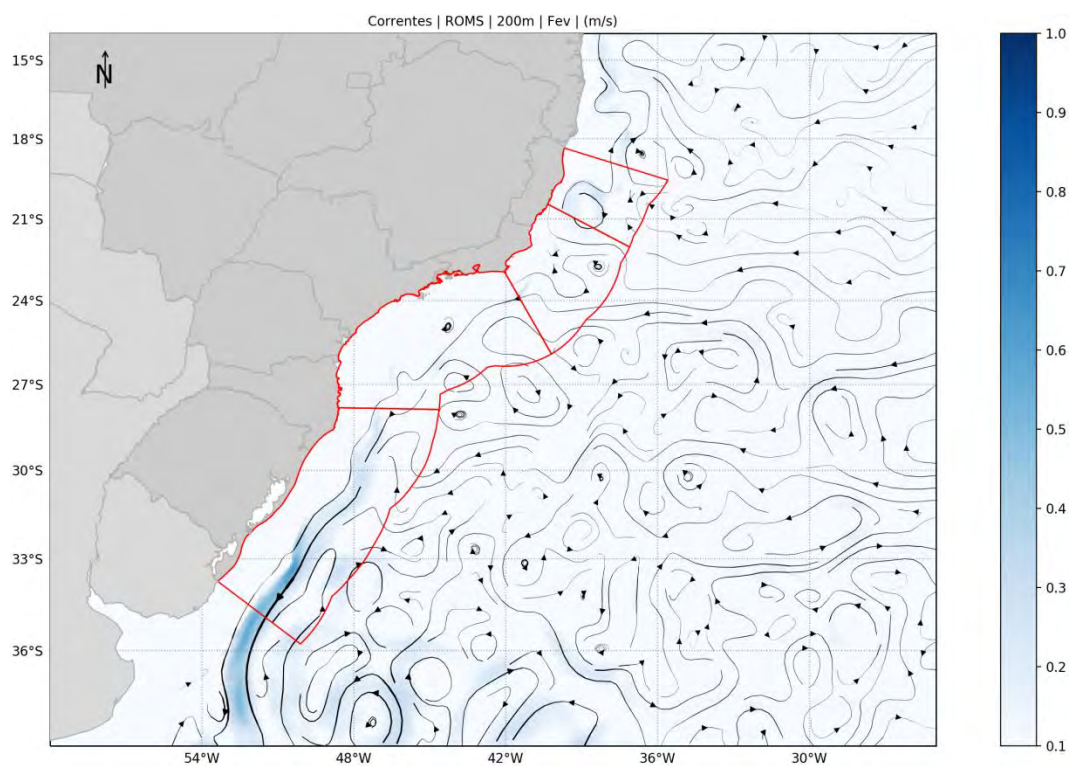 Correntes | ROMS | 200m | Fev | (m/s)
N
15°S
18°S
21°S
24°S
27°S
30°S
33°S
36°S
54°W
48°W
42°W
36°W
30°W
1.0
0.9
0.8
0.7
0.6
0.5
0.4
0.3
0.2
0.1